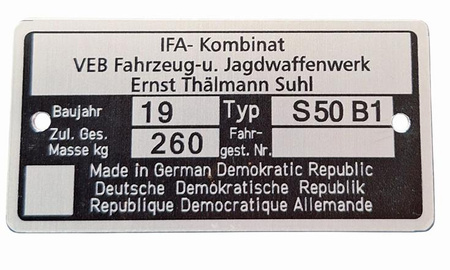 IFA- Kombinat
VEB Fahrzeug-u. Jagdwaffenwerk
Ernst Thälmann Suhl
Baujahr 19 Typ S50 B1
Zul. Ges. Masse kg 260 Fahr- gest. Nr.
Made in German Demokratic Republic
Deutsche Demokratische Republik
Republique Democratique Allemande